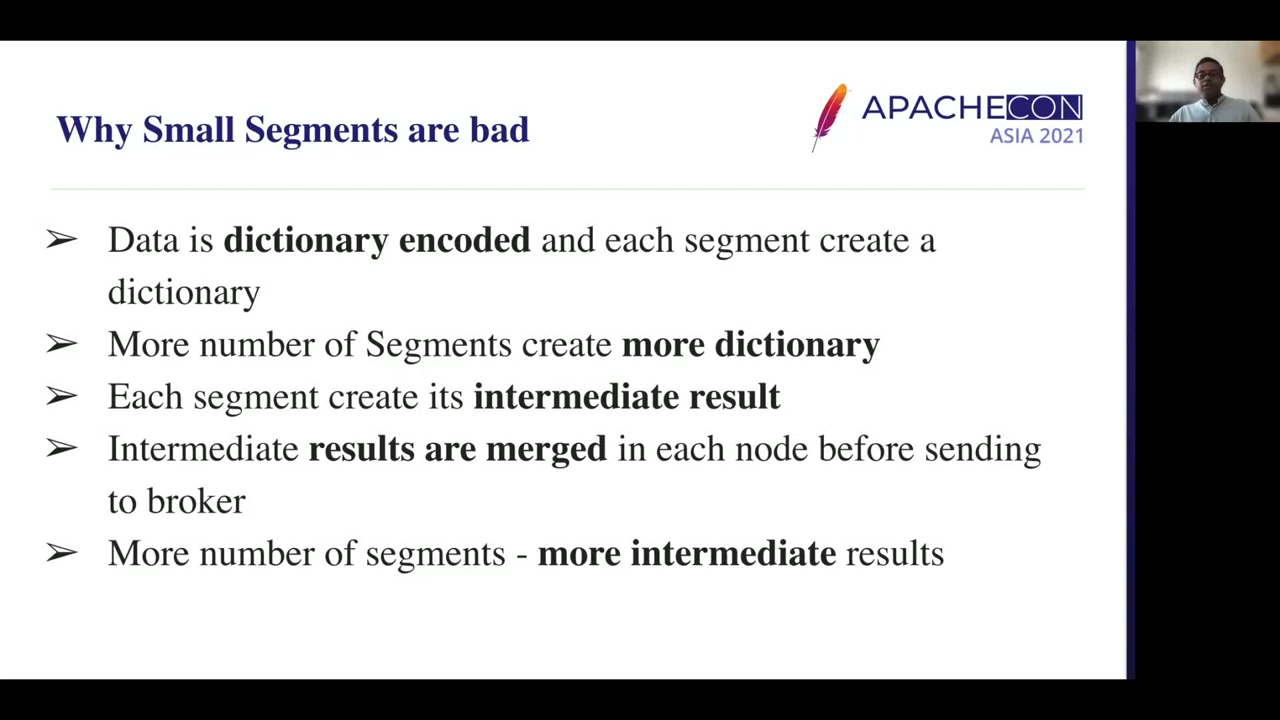 APACHECON
ASIA 2021
Why Small Segments are bad
➢ Data is dictionary encoded and each segment create a
dictionary
➢ More number of Segments create more dictionary
➢ Each segment create its intermediate result
➢ Intermediate results are merged in each node before sending
to broker
➢ More number of segments - more intermediate results